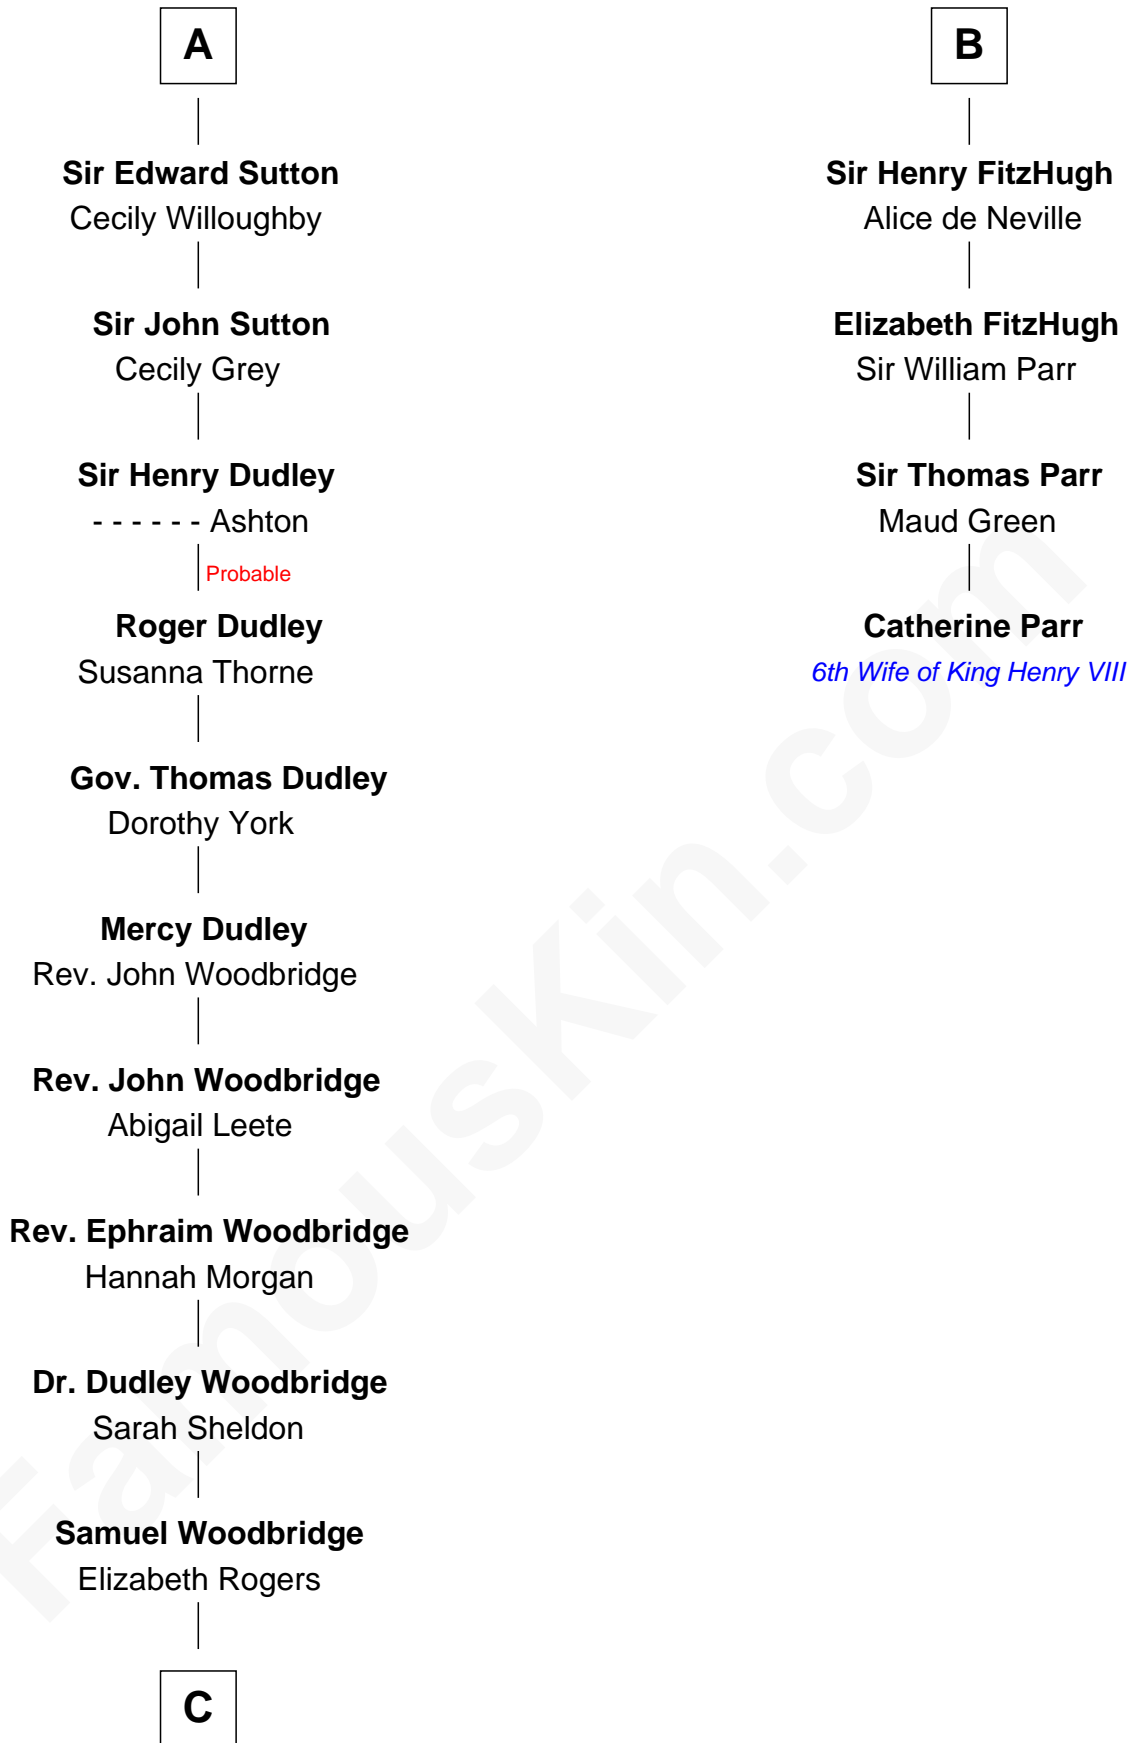 A
Sir Edward Sutton
Cecily Willoughby
Sir John Sutton
Cecily Grey
Sir Henry Dudley
- - - - - - Ashton
Probable
Roger Dudley
Susanna Thorne
Gov. Thomas Dudley
Dorothy York
Mercy Dudley
Rev. John Woodbridge
Rev. John Woodbridge
Abigail Leete
Rev. Ephraim Woodbridge
Hannah Morgan
Dr. Dudley Woodbridge
Sarah Sheldon
Samuel Woodbridge
Elizabeth Rogers
C
B
Sir Henry FitzHugh
Alice de Neville
Elizabeth FitzHugh
Sir William Parr
Sir Thomas Parr
Maud Green
Catherine Parr
6th Wife of King Henry VIII
FamousKin.com